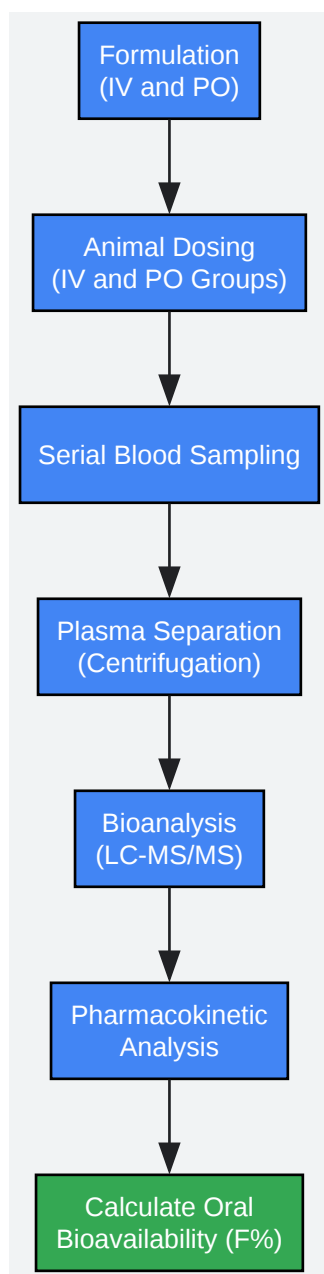 Formulation
(IV and PO)
Animal Dosing
(IV and PO Groups)
Serial Blood Sampling
Plasma Separation
(Centrifugation)
Bioanalysis
(LC-MS/MS)
Pharmacokinetic
Analysis
Calculate Oral
Bioavailability (F%)